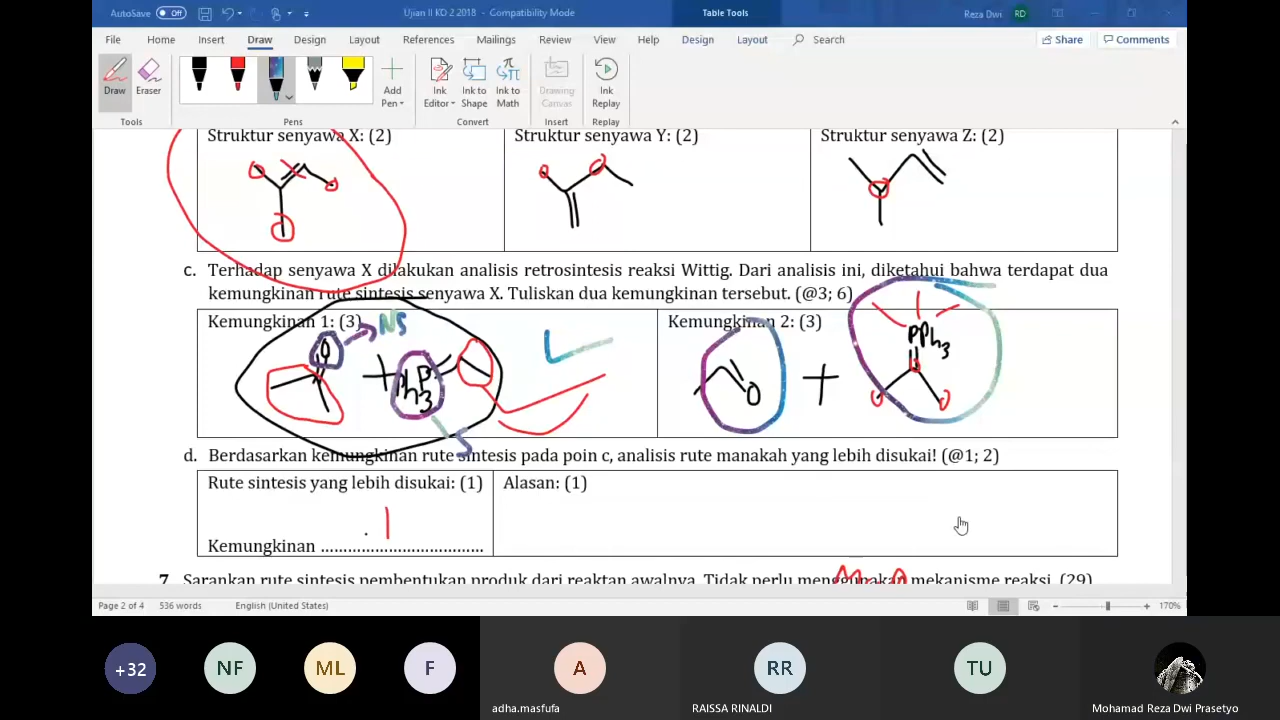 AutoSave Off
Ujian II KO 2 2018 - Compatibility Mode
Table Tools
Reza Dwi RD
File Home Insert Draw Design Layout References Mailings Review View Help Design Layout Search Share Comments
Draw Eraser Add Pen Ink Editor Ink to Shape Ink to Math Drawing Canvas Ink Replay
Tools Pens Convert Insert Replay
Struktur senyawa X: (2) Struktur senyawa Y: (2) Struktur senyawa Z: (2)
c. Terhadap senyawa X dilakukan analisis retrosintesis reaksi Wittig. Dari analisis ini, diketahui bahwa terdapat dua
kemungkinan rute sintesis senyawa X. Tuliskan dua kemungkinan tersebut. (@3; 6)
Kemungkinan 1: (3) Kemungkinan 2: (3)
NS
O + Ph3P
S
O + PPh3
d. Berdasarkan kemungkinan rute sintesis pada poin c, analisis rute manakah yang lebih disukai! (@1; 2)
Rute sintesis yang lebih disukai: (1) Alasan: (1)
1
Kemungkinan ....................................
7 Sarankan rute sintesis pembentukan produk dari reaktan awalnya. Tidak perlu menggunakan mekanisme reaksi. (29)
Page 2 of 4 536 words English (United States) 170%
+32 NF ML F A RR TU
adha.masfufa RAISSA RINALDI Mohamad Reza Dwi Prasetyo